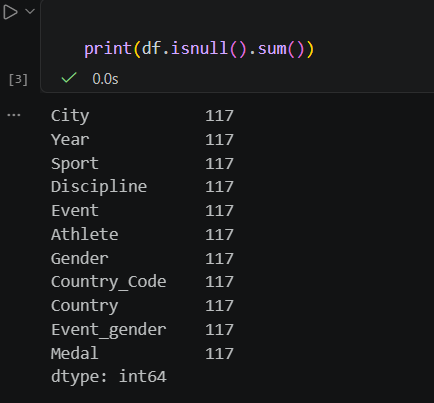 print(df.isnull().sum())
[3] 0.0s
... City 117
Year 117
Sport 117
Discipline 117
Event 117
Athlete 117
Gender 117
Country_Code 117
Country 117
Event_gender 117
Medal 117
dtype: int64